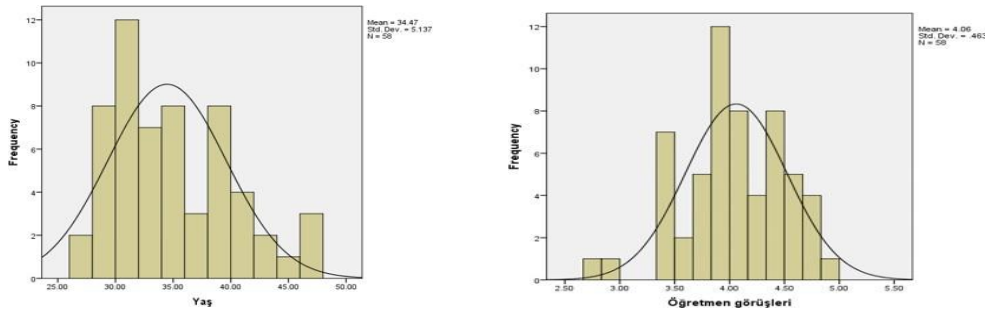 Mean = 34.47
Std. Dev. = 5.137
N = 58
Frequency
12
10
8
6
4
2
0
25.00 30.00 35.00 40.00 45.00 50.00
Yaş
Mean = 4.06
Std. Dev. = .463
N = 58
Frequency
12
10
8
6
4
2
0
2.50 3.00 3.50 4.00 4.50 5.00 5.50
Öğretmen görüşleri